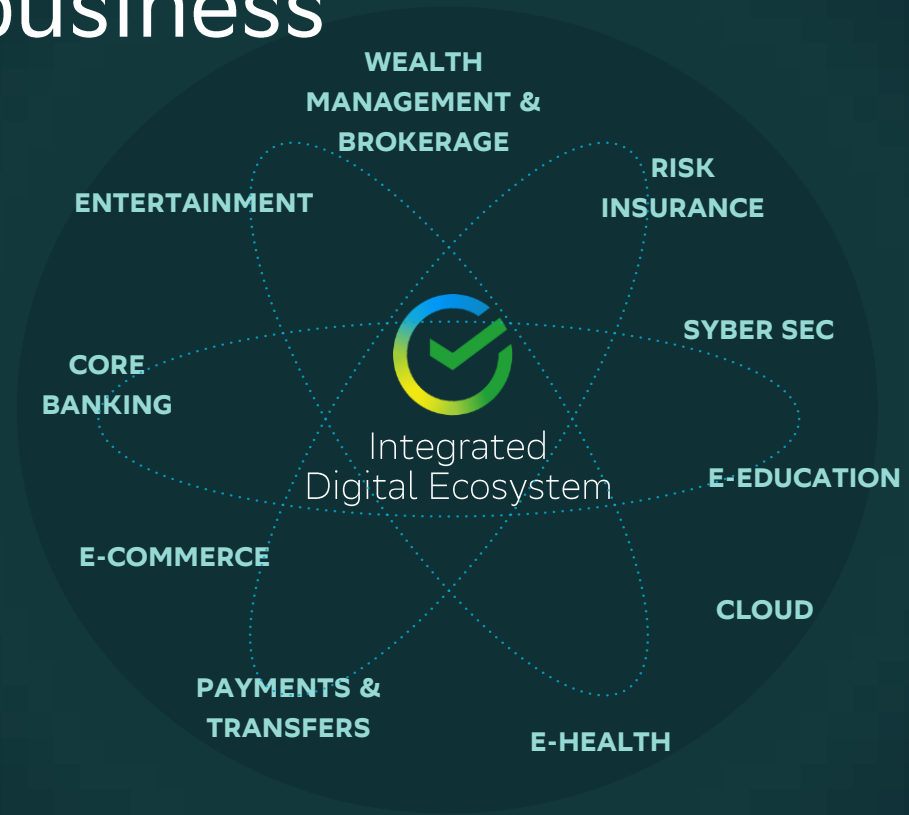 business
WEALTH
MANAGEMENT &
BROKERAGE
RISK
INSURANCE
ENTERTAINMENT
SYBER SEC
CORE
BANKING
Integrated
Digital Ecosystem
E-EDUCATION
E-COMMERCE
CLOUD
PAYMENTS &
TRANSFERS
E-HEALTH